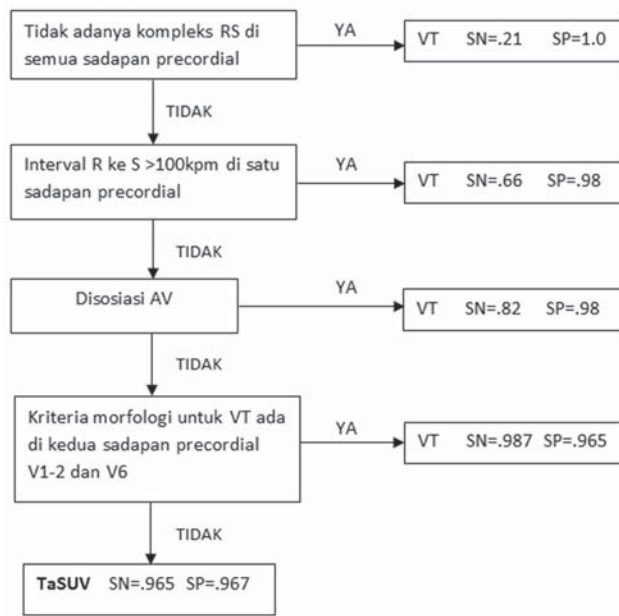 Tidak adanya kompleks RS di
semua sadapan precordial
YA
VT SN=.21 SP=1.0
TIDAK
Interval R ke S >100kpm di satu
sadapan precordial
YA
VT SN=.66 SP=.98
TIDAK
Disosiasi AV
YA
VT SN=.82 SP=.98
TIDAK
Kriteria morfologi untuk VT ada
di kedua sadapan precordial
V1-2 dan V6
YA
VT SN=.987 SP=.965
TIDAK
TaSUV SN=.965 SP=.967